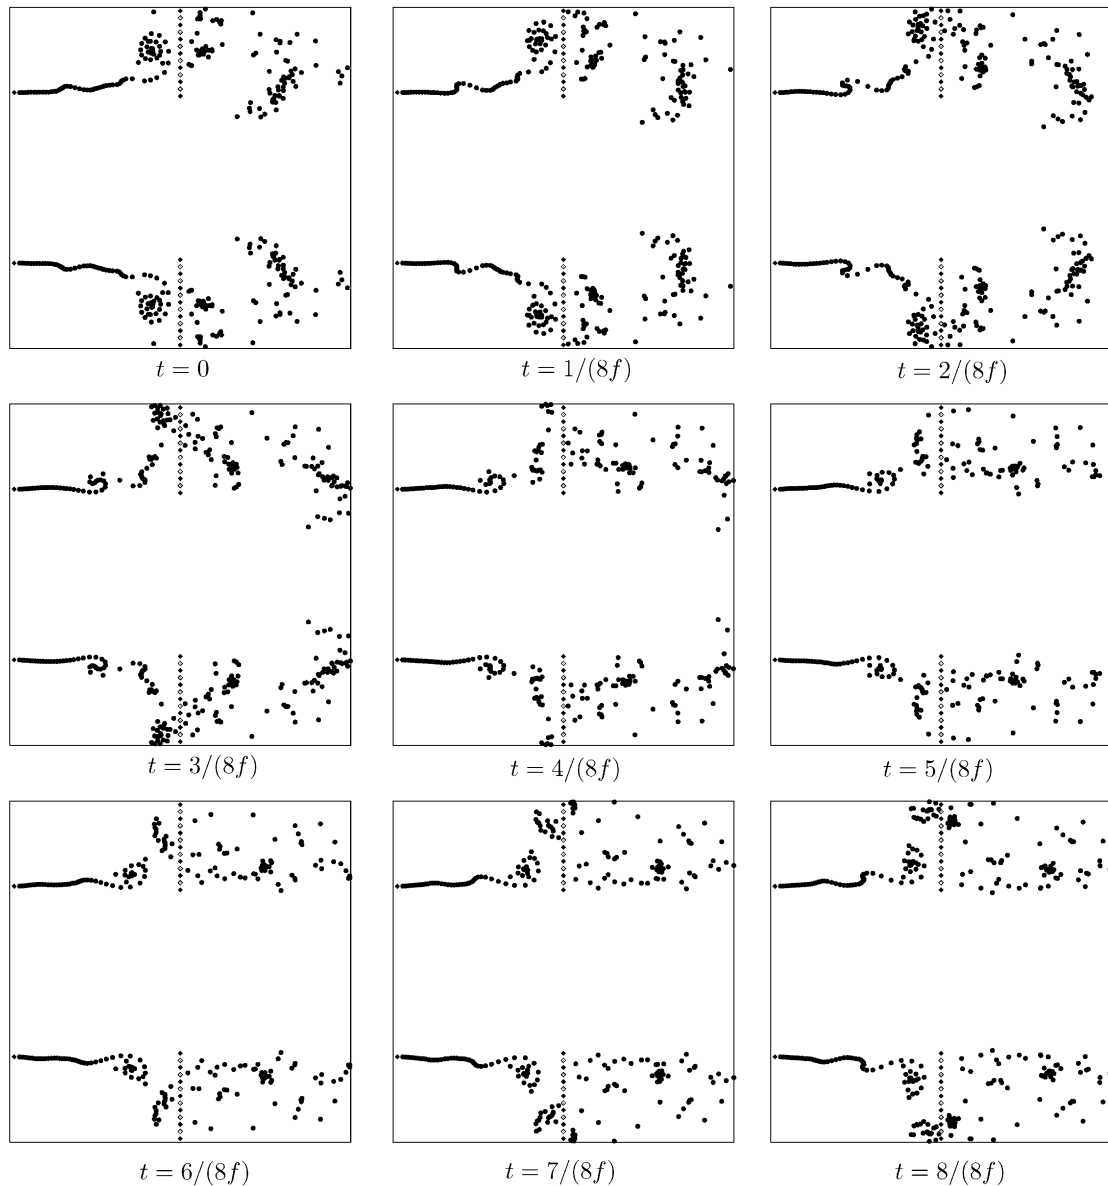 t = 0
t = 1/(8f)
t = 2/(8f)
t = 3/(8f)
t = 4/(8f)
t = 5/(8f)
t = 6/(8f)
t = 7/(8f)
t = 8/(8f)